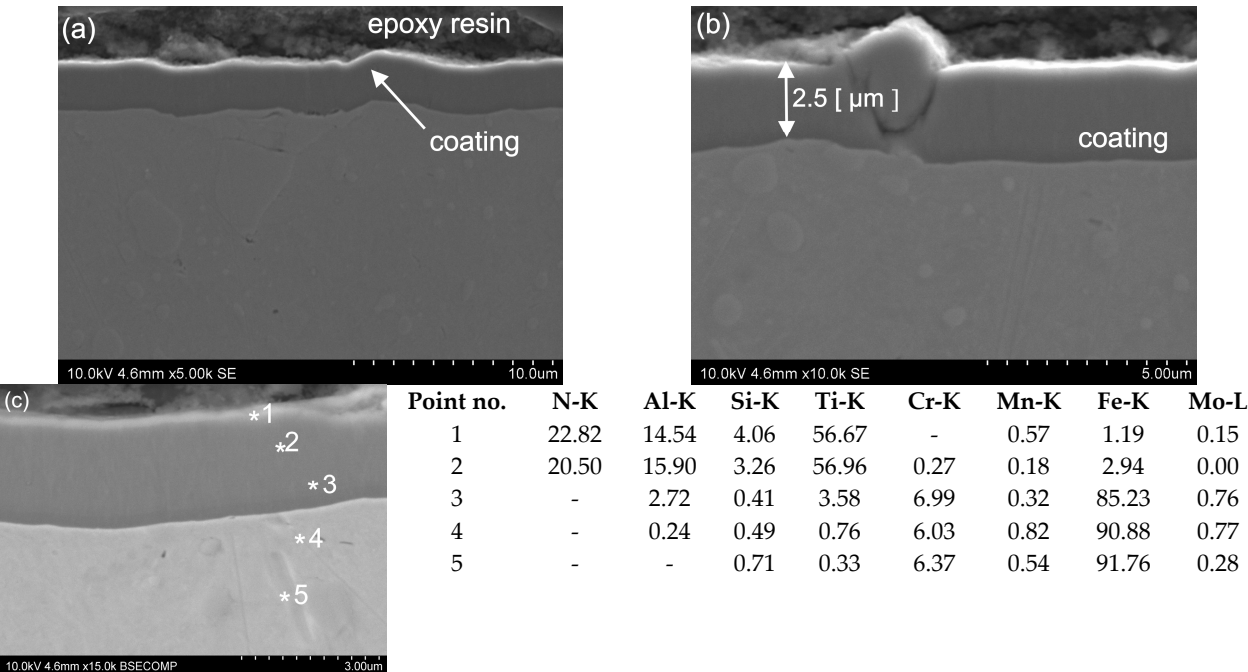 (a)
epoxy resin
coating
10.0kV 4.6mm x5.00k SE
10.0um
(b)
2.5 [ µm ]
coating
10.0kV 4.6mm x10.0k SE
5.00um
(c)
*1
*2
*3
*4
*5
10.0kV 4.6mm x15.0k BSECOMP
3.00um
Point no. N-K Al-K Si-K Ti-K Cr-K Mn-K Fe-K Mo-L
1 22.82 14.54 4.06 56.67 - 0.57 1.19 0.15
2 20.50 15.90 3.26 56.96 0.27 0.18 2.94 0.00
3 - 2.72 0.41 3.58 6.99 0.32 85.23 0.76
4 - 0.24 0.49 0.76 6.03 0.82 90.88 0.77
5 - - 0.71 0.33 6.37 0.54 91.76 0.28